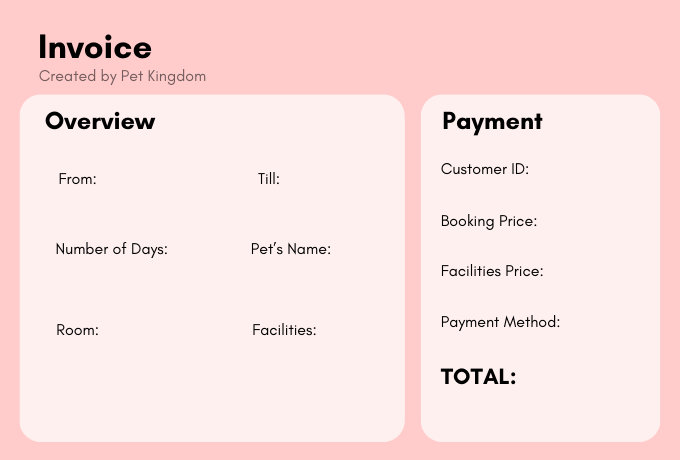 Invoice
Created by Pet Kingdom
Overview
From:
Till:
Number of Days:
Pet’s Name:
Room:
Facilities:
Payment
Customer ID:
Booking Price:
Facilities Price:
Payment Method:
TOTAL: